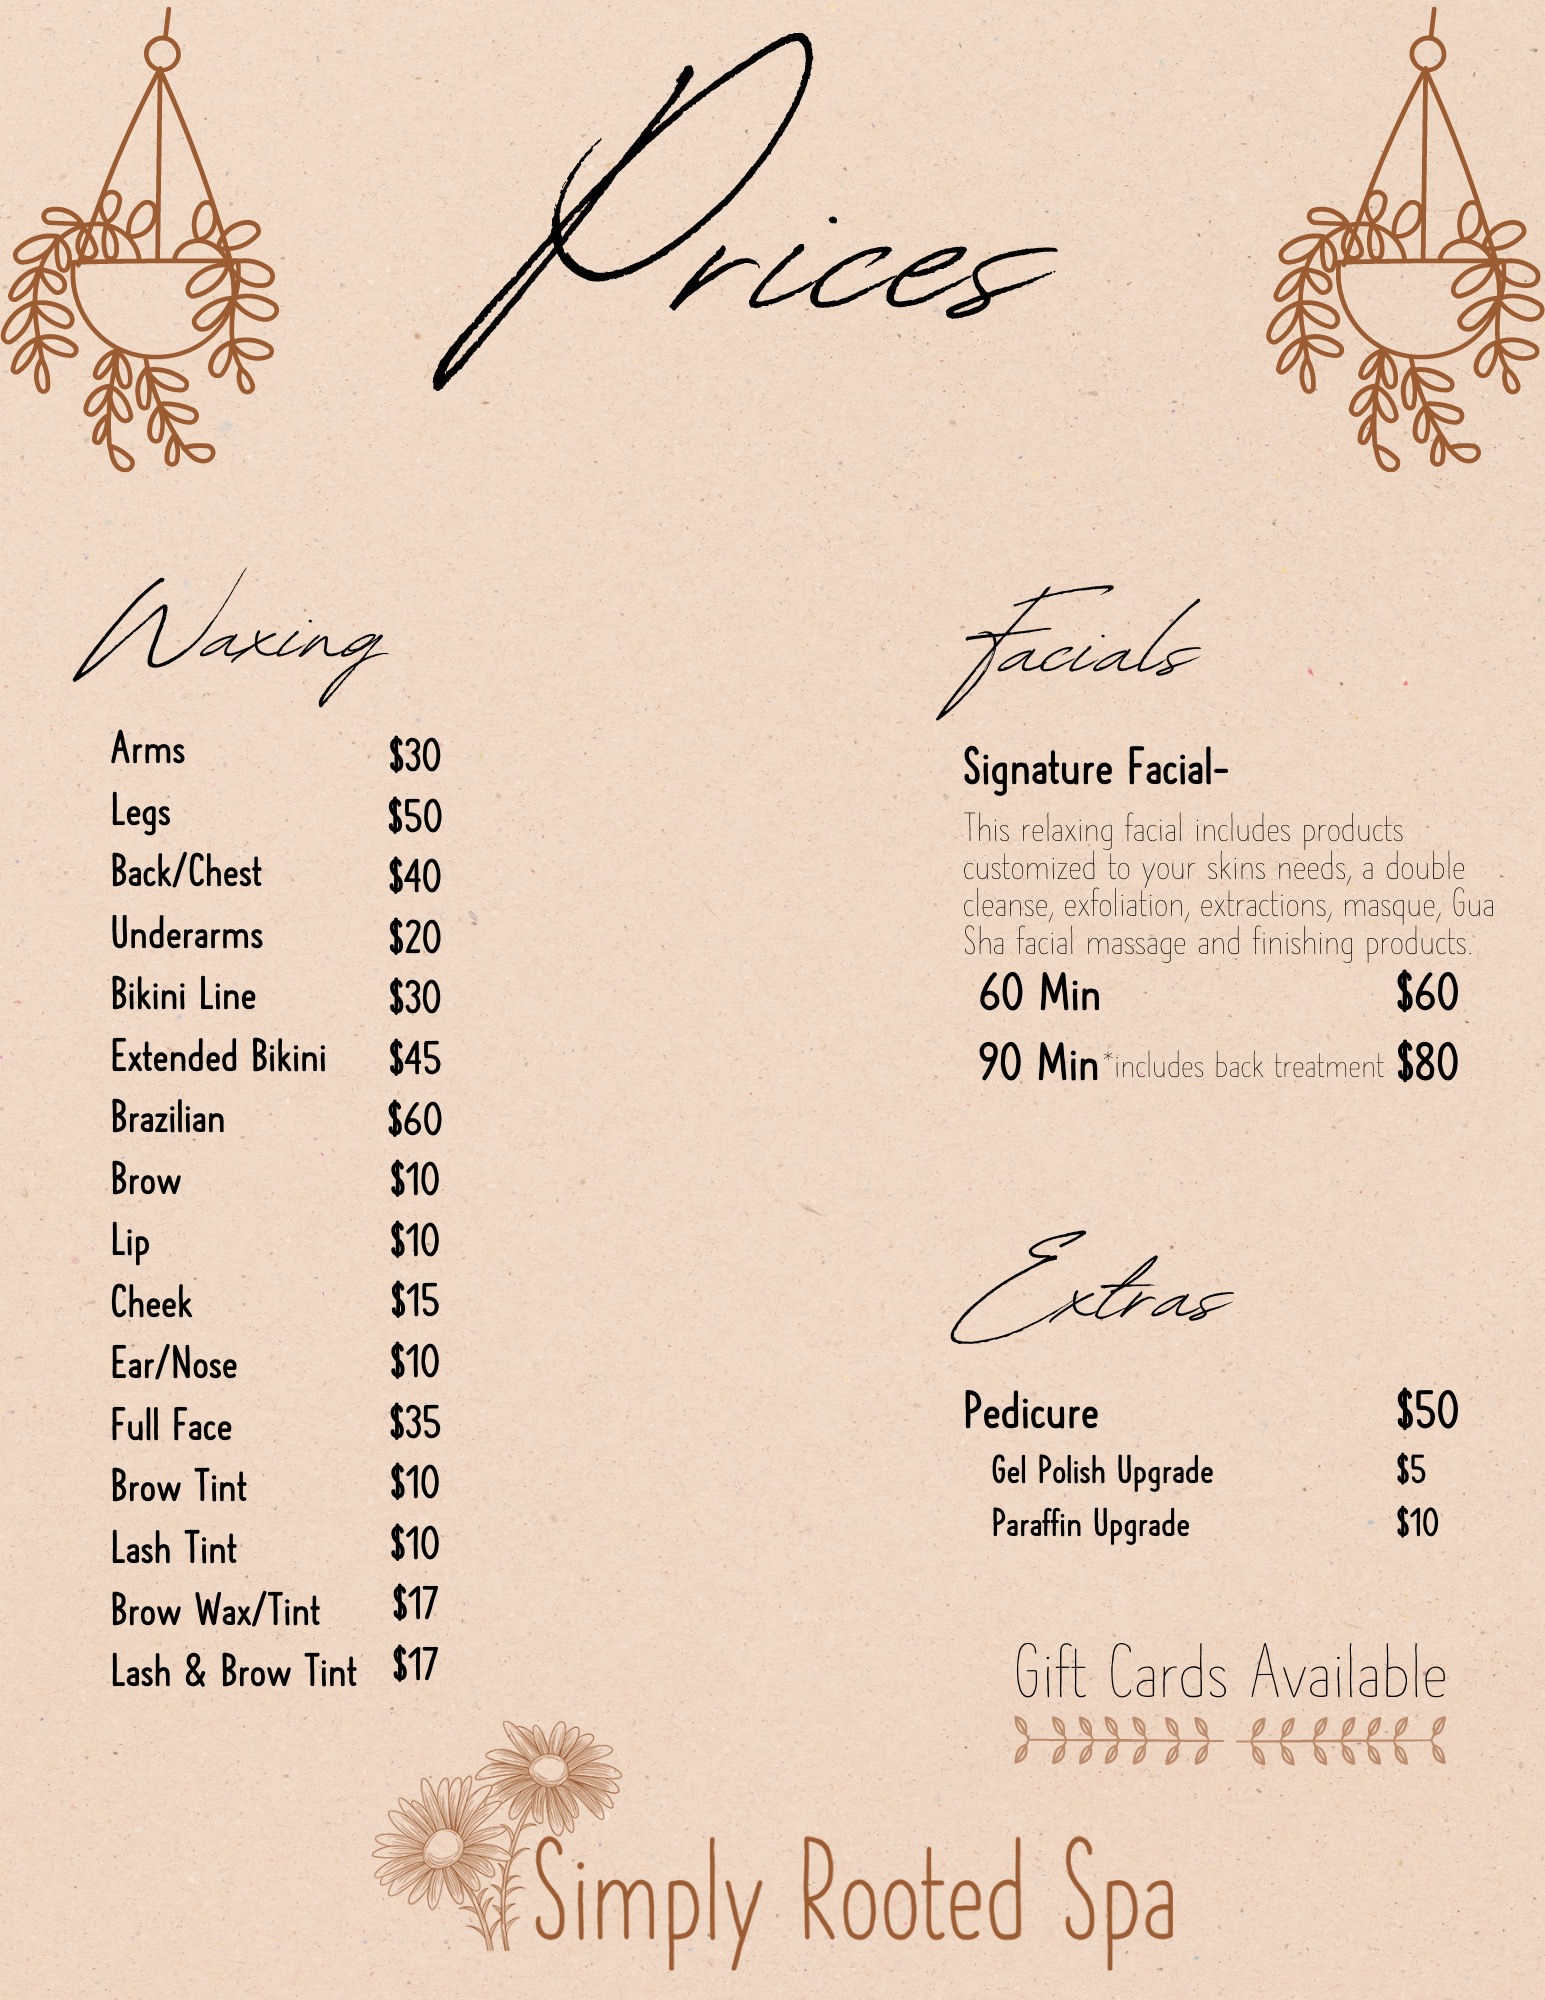 Prices
Waxing
Arms $30
Legs $50
Back/Chest $40
Underarms $20
Bikini Line $30
Extended Bikini $45
Brazilian $60
Brow $10
Lip $10
Cheek $15
Ear/Nose $10
Full Face $35
Brow Tint $10
Lash Tint $10
Brow Wax/Tint $17
Lash & Brow Tint $17
Facials
Signature Facial-
This relaxing facial includes products
customized to your skins needs, a double
cleanse, exfoliation, extractions, masque, Gua
Sha facial massage and finishing products.
60 Min $60
90 Min *includes back treatment $80
Extras
Pedicure $50
Gel Polish Upgrade $5
Paraffin Upgrade $10
Gift Cards Available
Simply Rooted Spa